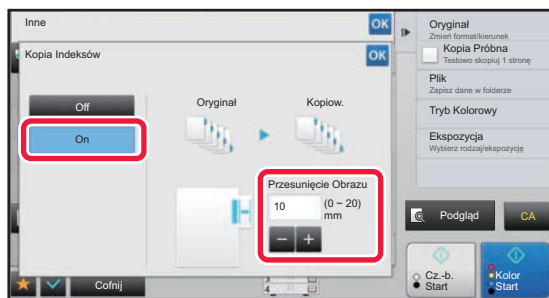 Inne
OK
Kopia Indeksów
OK
Off
On
Oryginał
Kopiow.
Przesunięcie Obrazu
10
(0 ~ 20)
mm
Cofnij
Oryginał
Zmień format/kierunek
Kopia Próbna
Testowo skopiuj 1 stronę
Plik
Zapisz dane w folderze
Tryb Kolorowy
Ekspozycja
Wybierz rodzaj/ekspozycję
Podgląd
CA
Cz.-b.
Start
Kolor
Start